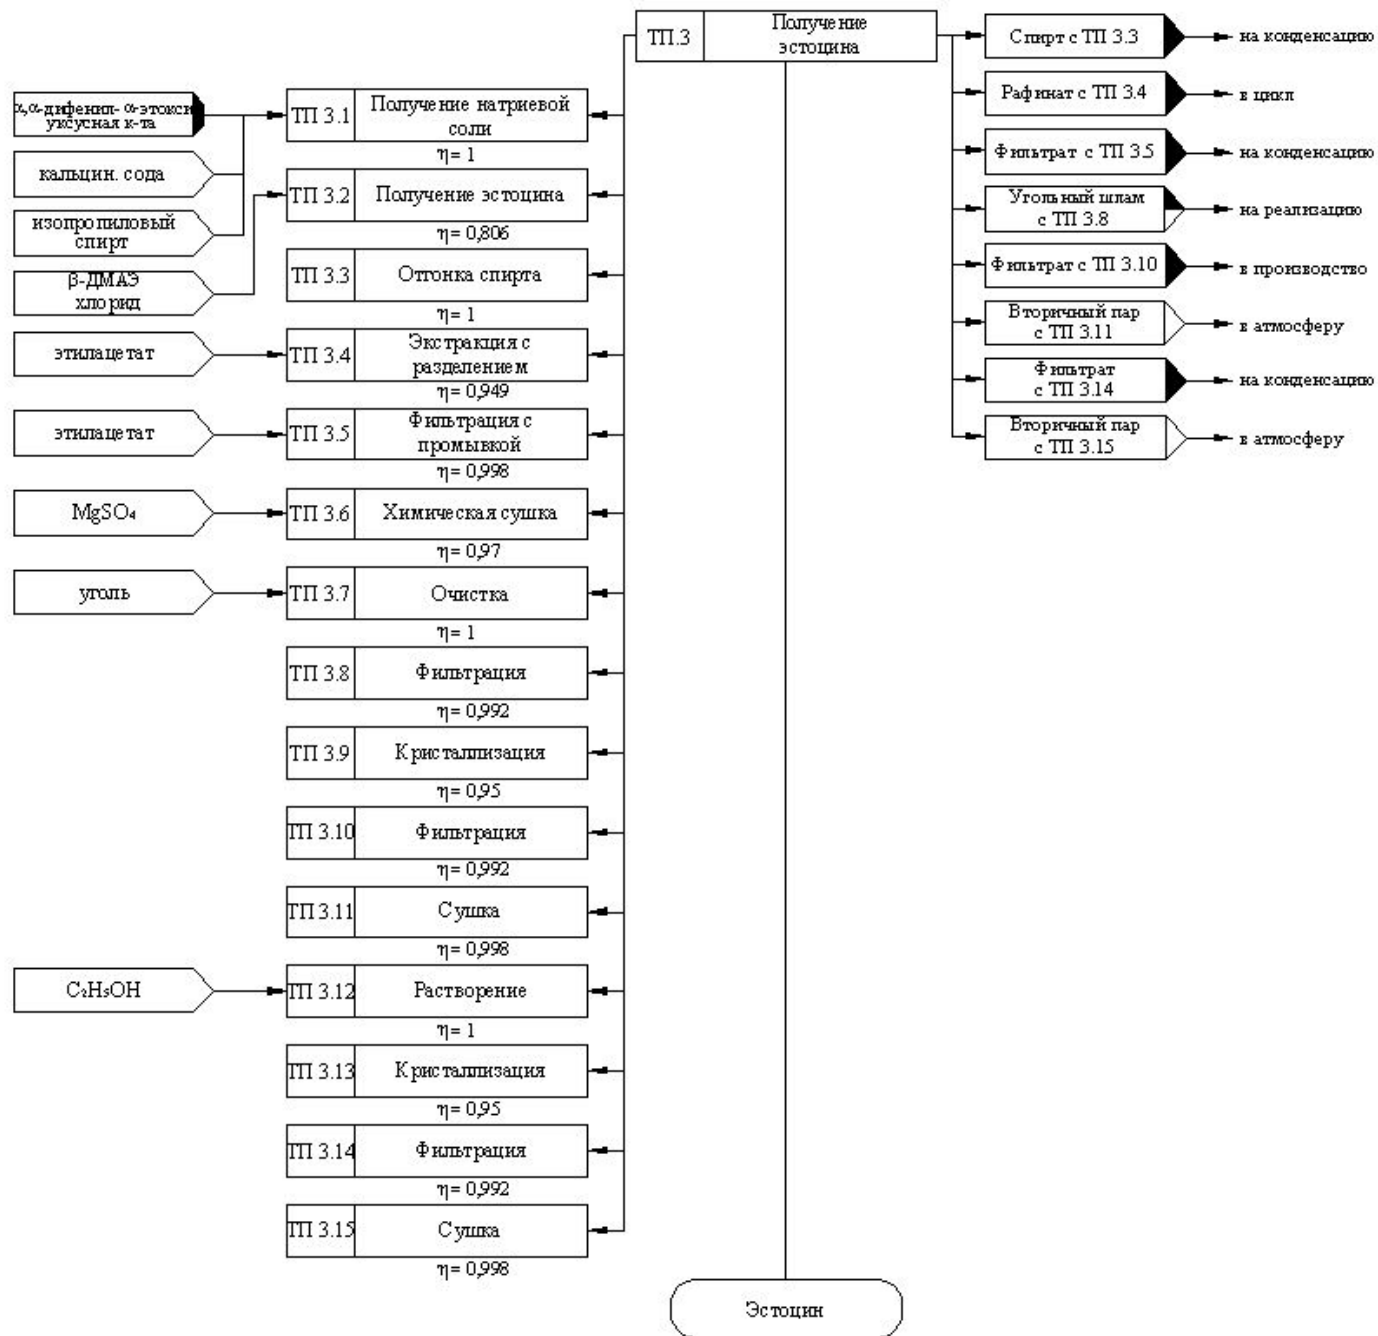 ТП.3
Получение
эстоцина
Спирт с ТП 3.3
на конденсацию
Рафинат с ТП 3.4
в цикл
Фильтрат с ТП 3.5
на конденсацию
Угольный шлам
с ТП 3.8
на реализацию
Фильтрат с ТП 3.10
в производство
Вторичный пар
с ТП 3.11
в атмосферу
Фильтрат
с ТП 3.14
на конденсацию
Вторичный пар
с ТП 3.15
в атмосферу
α,α-дифенил- α-этокси
уксусная к-та
кальцин. сода
изопропиловый
спирт
β-ДМАЭ
хлорид
этилацетат
этилацетат
MgSO₄
уголь
C₂H₅OH
ТП 3.1
Получение натриевой
соли
η= 1
ТП 3.2
Получение эстоцина
η= 0,806
ТП 3.3
Отгонка спирта
η= 1
ТП 3.4
Экстракция с
разделением
η= 0,949
ТП 3.5
Фильтрация с
промывкой
η= 0,998
ТП 3.6
Химическая сушка
η= 0,97
ТП 3.7
Очистка
η= 1
ТП 3.8
Фильтрация
η= 0,992
ТП 3.9
Кристаллизация
η= 0,95
ТП 3.10
Фильтрация
η= 0,992
ТП 3.11
Сушка
η= 0,998
ТП 3.12
Растворение
η= 1
ТП 3.13
Кристаллизация
η= 0,95
ТП 3.14
Фильтрация
η= 0,992
ТП 3.15
Сушка
η= 0,998
Эстоцин